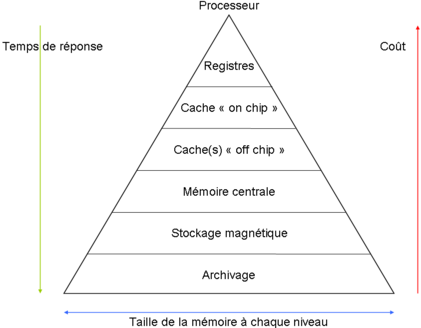 Processeur
Temps de réponse
Coût
Registres
Cache « on chip »
Cache(s) « off chip »
Mémoire centrale
Stockage magnétique
Archivage
Taille de la mémoire à chaque niveau